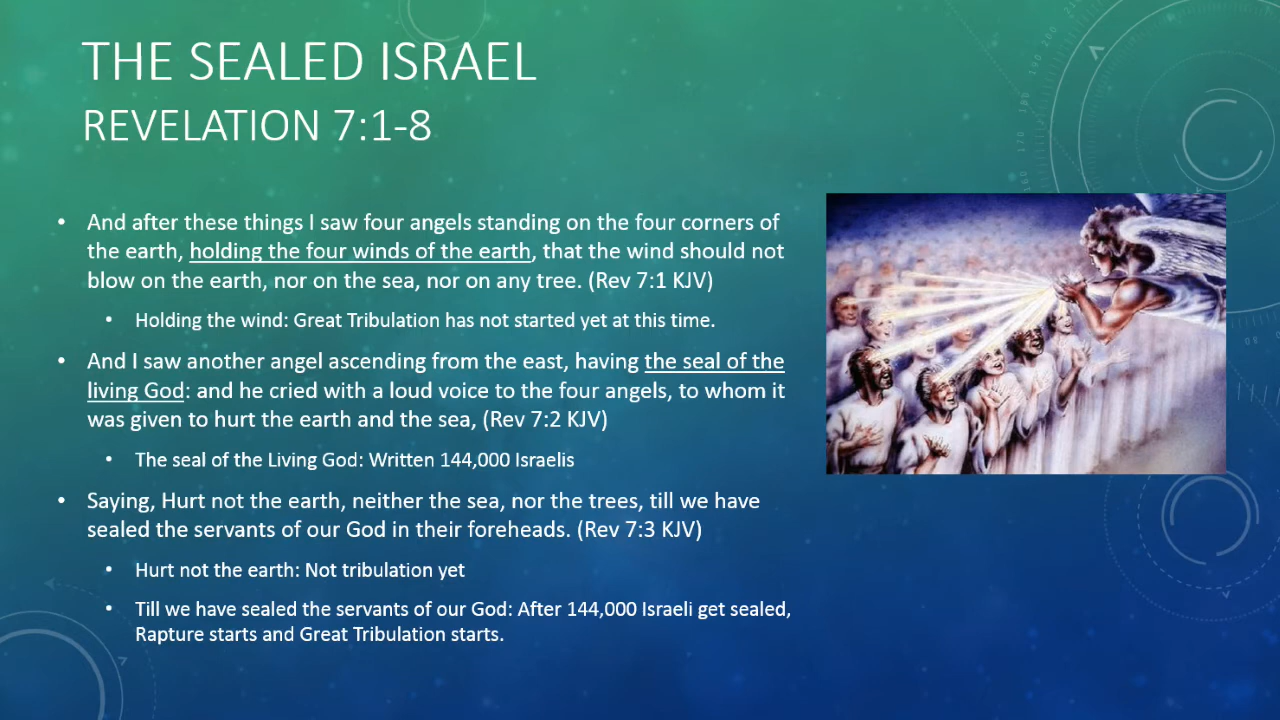 THE SEALED ISRAEL
REVELATION 7:1-8
• And after these things I saw four angels standing on the four corners of
the earth, holding the four winds of the earth, that the wind should not
blow on the earth, nor on the sea, nor on any tree. (Rev 7:1 KJV)
• Holding the wind: Great Tribulation has not started yet at this time.
• And I saw another angel ascending from the east, having the seal of the
living God: and he cried with a loud voice to the four angels, to whom it
was given to hurt the earth and the sea, (Rev 7:2 KJV)
• The seal of the Living God: Written 144,000 Israelis
• Saying, Hurt not the earth, neither the sea, nor the trees, till we have
sealed the servants of our God in their foreheads. (Rev 7:3 KJV)
• Hurt not the earth: Not tribulation yet
• Till we have sealed the servants of our God: After 144,000 Israeli get sealed,
Rapture starts and Great Tribulation starts.